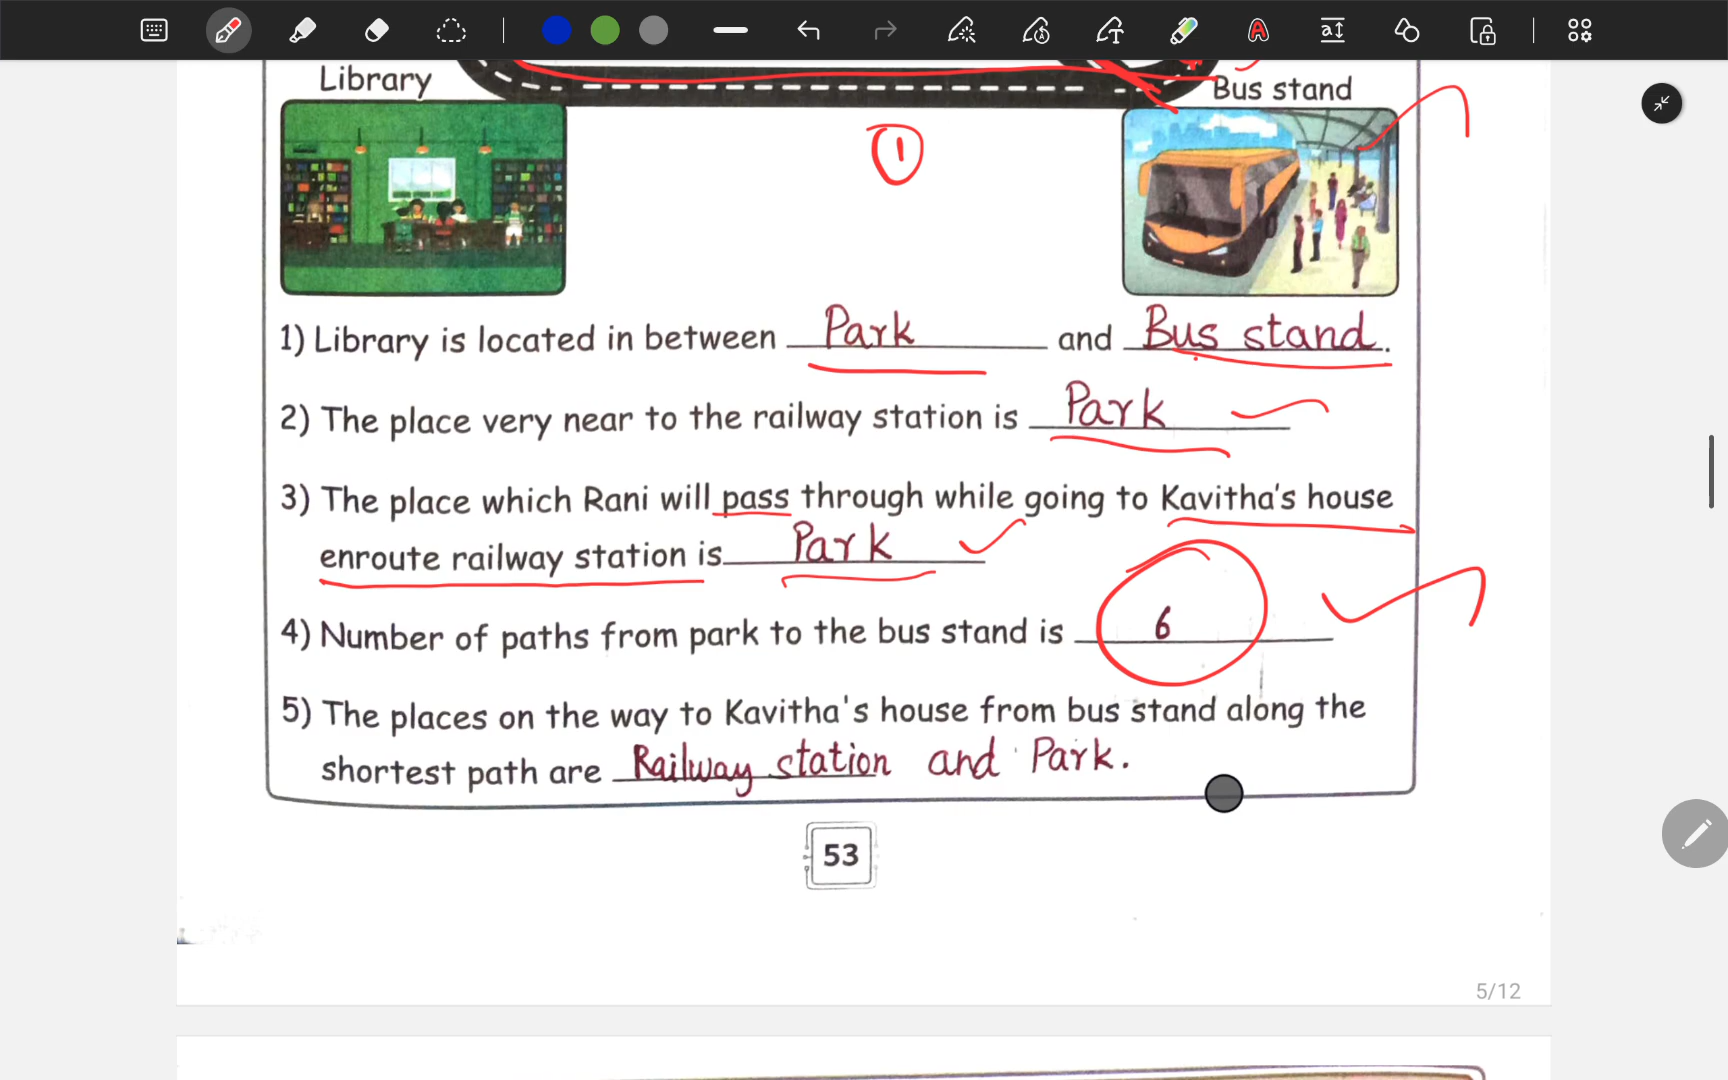 Library
Bus stand
1
1) Library is located in between Park and Bus stand.
2) The place very near to the railway station is Park
3) The place which Rani will pass through while going to Kavitha's house
enroute railway station is Park
4) Number of paths from park to the bus stand is 6
5) The places on the way to Kavitha's house from bus stand along the
shortest path are Railway station and Park.
53
5/12